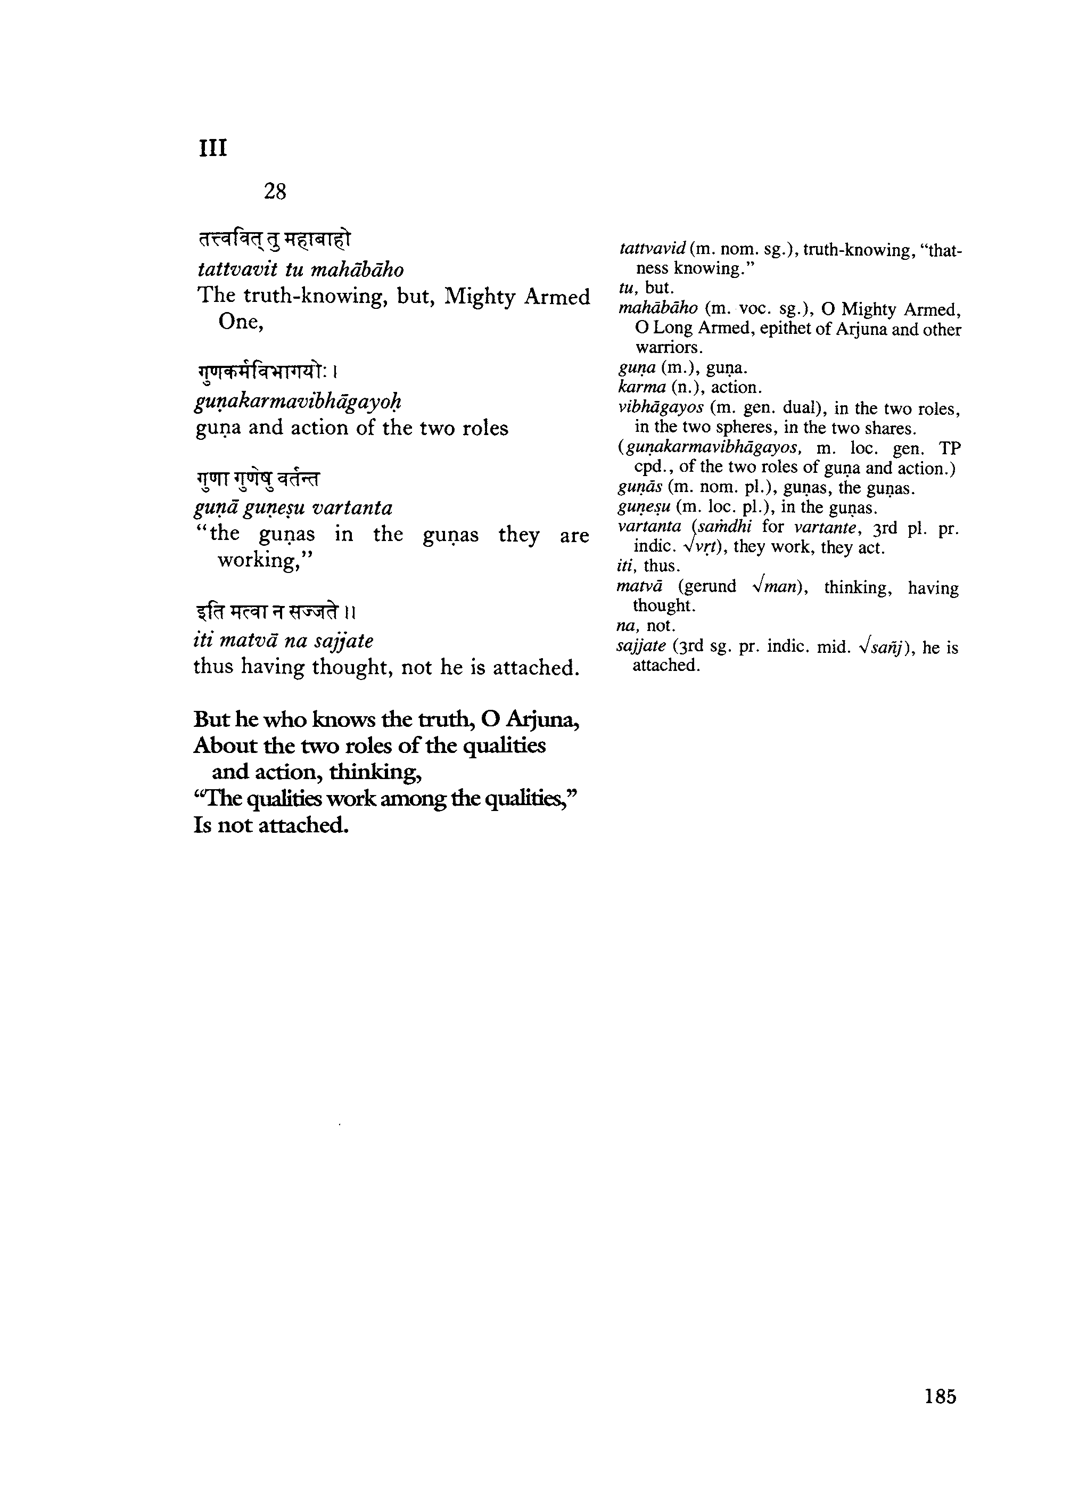 III
28
तत्त्ववित् तु महाबाहो
tattvavit tu mahābāho
The truth-knowing, but, Mighty Armed
One,
गुणकर्मविभागयोः ।
guṇakarmavibhāgayoḥ
guṇa and action of the two roles
गुणा गुणेषु वर्तन्त
guṇā guṇeṣu vartanta
“the guṇas in the guṇas they are
working,”
इति मत्वा न सज्जते ।।
iti matvā na sajjate
thus having thought, not he is attached.
But he who knows the truth, O Arjuna,
About the two roles of the qualities
and action, thinking,
“The qualities work among the qualities,”
Is not attached.
tattvavid (m. nom. sg.), truth-knowing, “that-
ness knowing.”
tu, but.
mahābāho (m. voc. sg.), O Mighty Armed,
O Long Armed, epithet of Arjuna and other
warriors.
guṇa (m.), guṇa.
karma (n.), action.
vibhāgayos (m. gen. dual), in the two roles,
in the two spheres, in the two shares.
(guṇakarmavibhāgayos, m. loc. gen. TP
cpd., of the two roles of guṇa and action.)
guṇās (m. nom. pl.), guṇas, the guṇas.
guṇeṣu (m. loc. pl.), in the guṇas.
vartanta (saṁdhi for vartante, 3rd pl. pr.
indic. √vṛt), they work, they act.
iti, thus.
matvā (gerund √man), thinking, having
thought.
na, not.
sajjate (3rd sg. pr. indic. mid. √sañj), he is
attached.
185